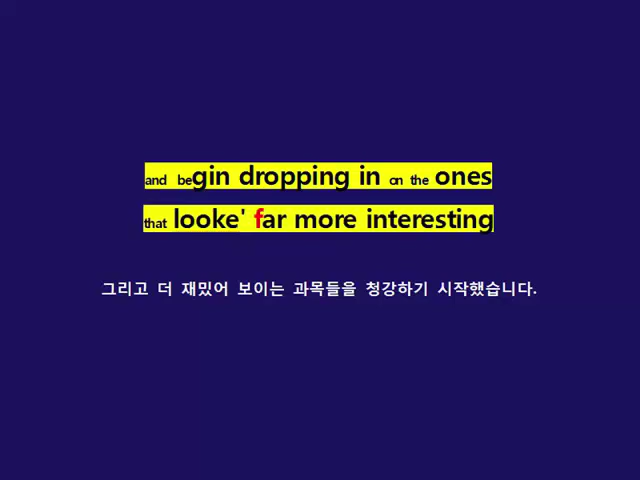 and begin dropping in on the ones
that looke' far more interesting
그리고 더 재밌어 보이는 과목들을 청강하기 시작했습니다.